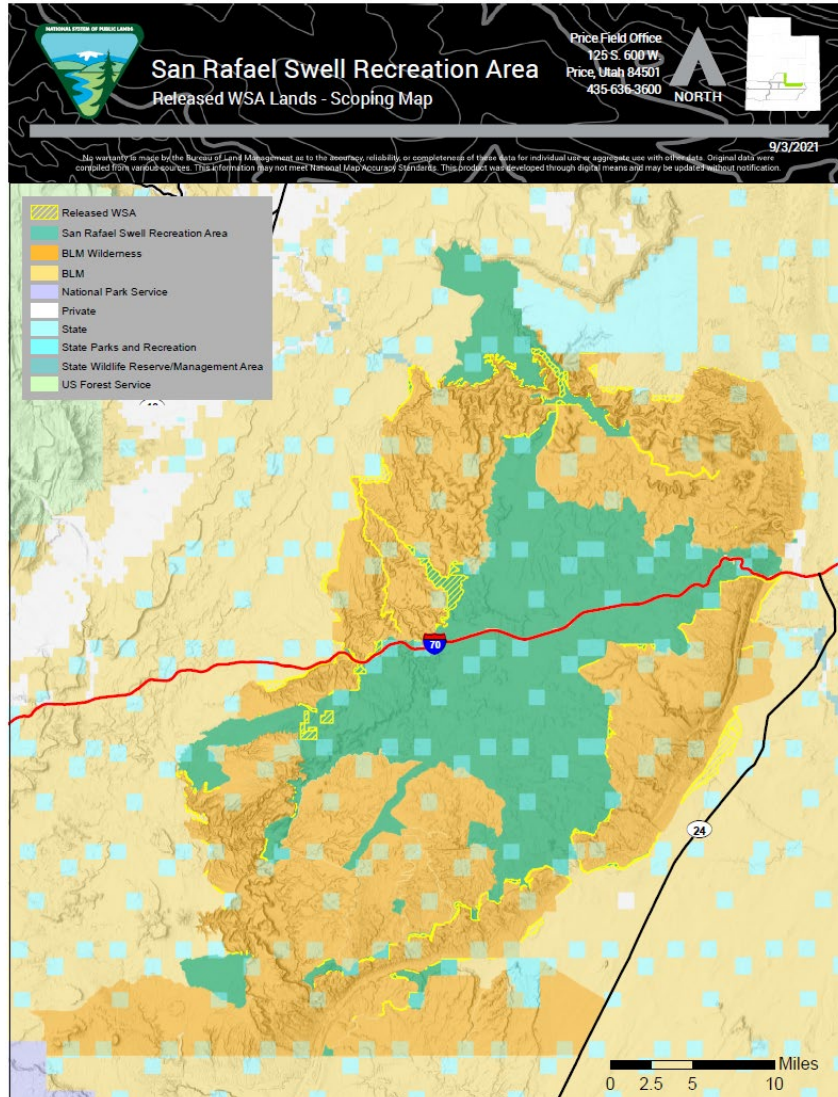 NATIONAL SYSTEM OF PUBLIC LANDS
San Rafael Swell Recreation Area
Released WSA Lands - Scoping Map
Price Field Office
125 S. 600 W.
Price, Utah 84501
435-636-3600
NORTH
9/3/2021
No warranty is made by the Bureau of Land Management as to the accuracy, reliability, or completeness of these data for individual use or aggregate use with other data. Original data were
compiled from various sources. This information may not meet National Map Accuracy Standards. This product was developed through digital means and may be updated without notification.
Released WSA
San Rafael Swell Recreation Area
BLM Wilderness
BLM
National Park Service
Private
State
State Parks and Recreation
State Wildlife Reserve/Management Area
US Forest Service
70
24
Miles
0 2.5 5 10